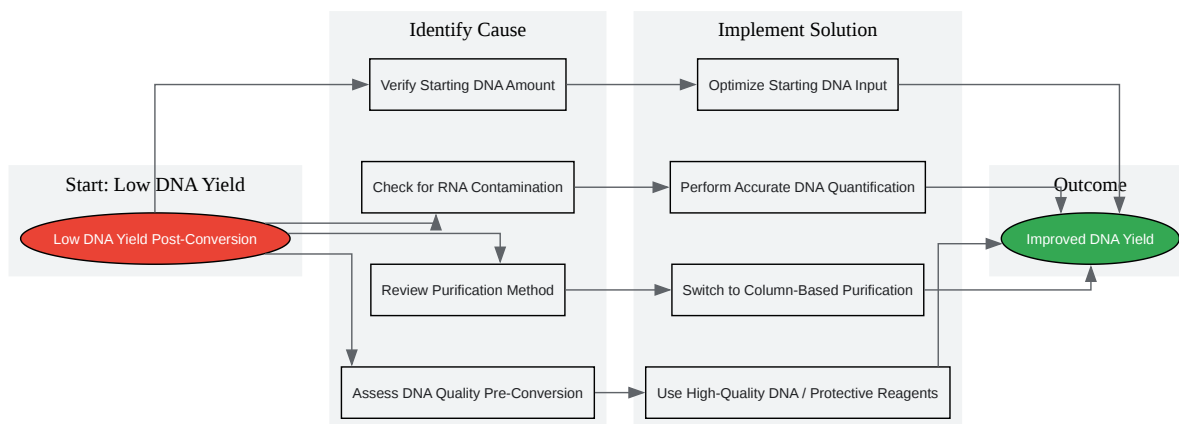 Identify Cause
Implement Solution
Verify Starting DNA Amount
Optimize Starting DNA Input
Start: Low DNA Yield
Check for RNA Contamination
Perform Accurate DNA Quantification
Outcome
Low DNA Yield Post-Conversion
Improved DNA Yield
Review Purification Method
Switch to Column-Based Purification
Assess DNA Quality Pre-Conversion
Use High-Quality DNA / Protective Reagents